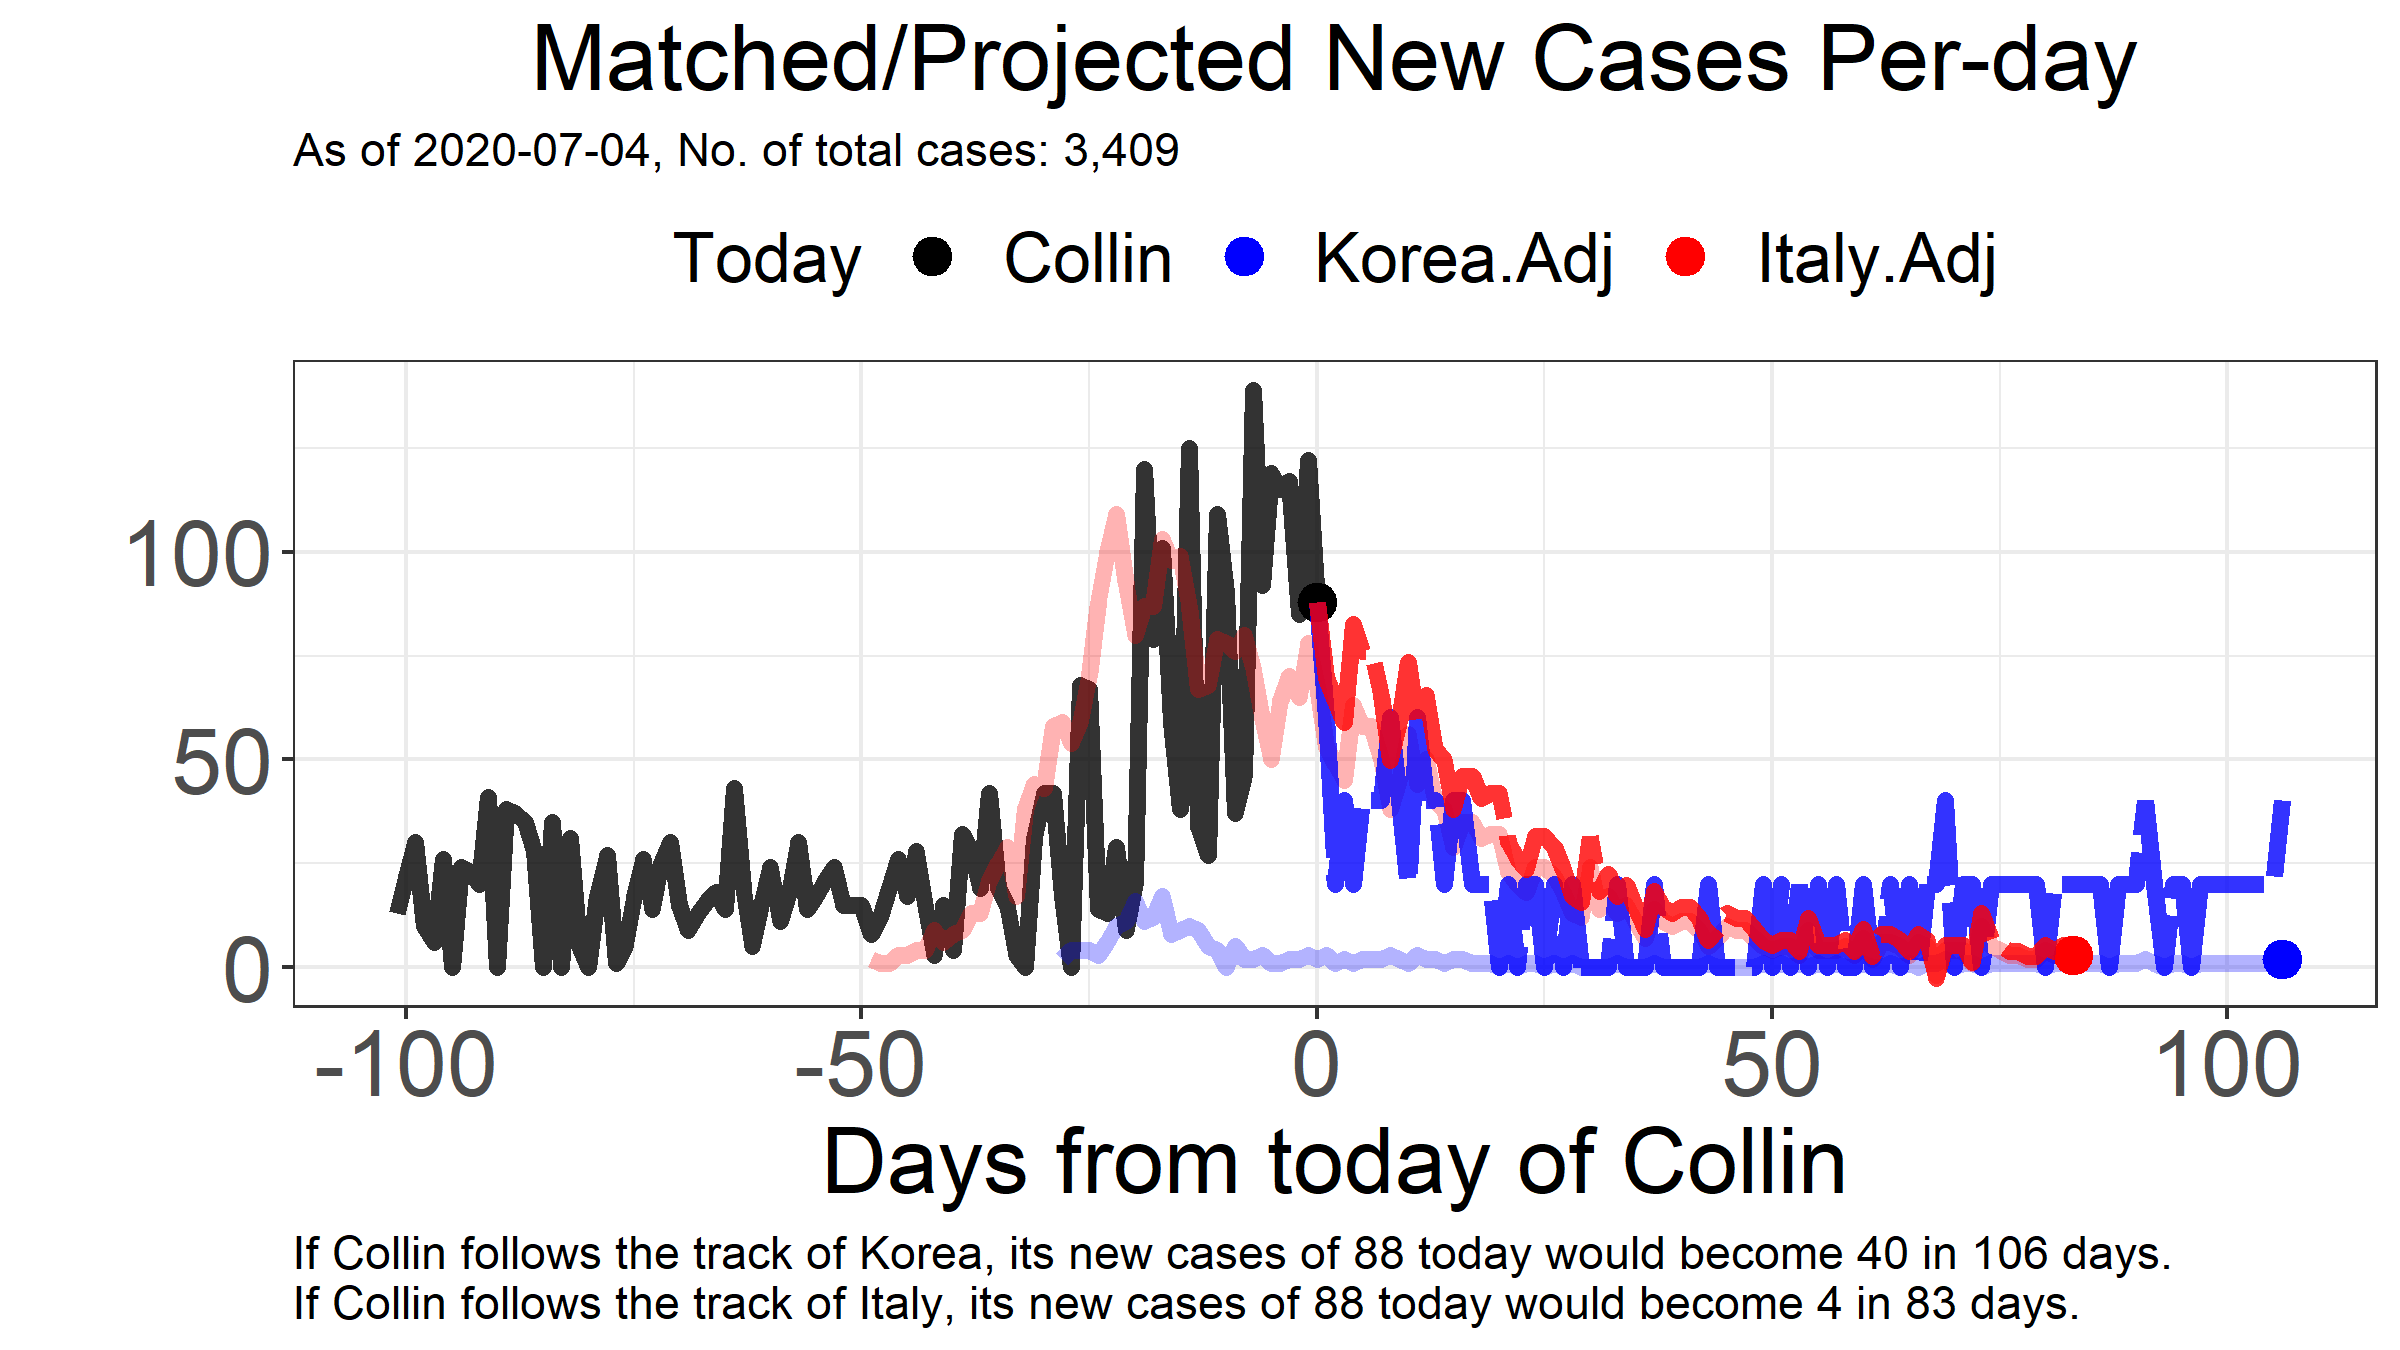 Matched/Projected New Cases Per-day
As of 2020-07-04, No. of total cases: 3,409
Today Collin Korea.Adj Italy.Adj
100
50
0
-100 -50 0 50 100
Days from today of Collin
If Collin follows the track of Korea, its new cases of 88 today would become 40 in 106 days.
If Collin follows the track of Italy, its new cases of 88 today would become 4 in 83 days.